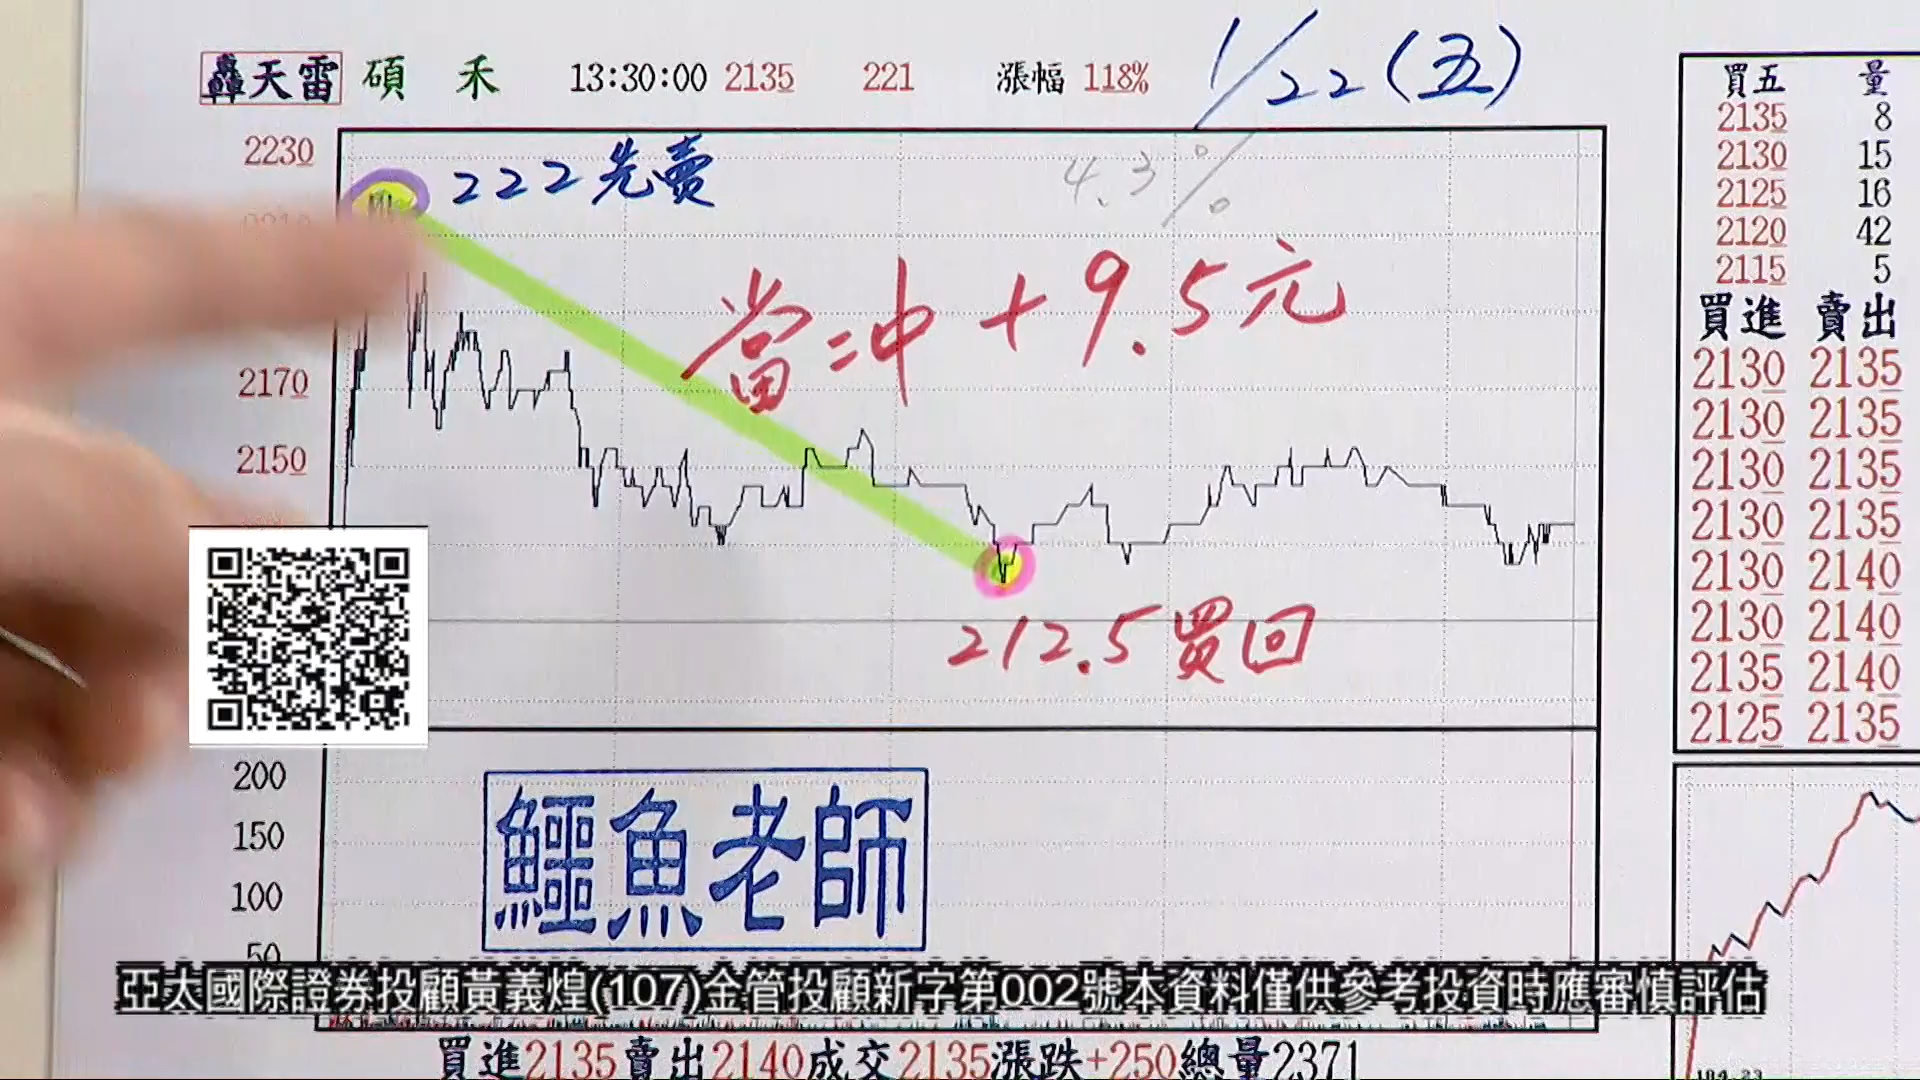 轟天雷 碩禾 13:30:00 2135 221 漲幅 118%
1/22(五)
2230
2170
2150
222先賣
4.3%
當沖+9.5元
212.5買回
200
150
100
50
鱷魚老師
買五 量
2135 8
2130 15
2125 16
2120 42
2115 5
買進 賣出
2130 2135
2130 2135
2130 2135
2130 2135
2130 2140
2130 2140
2135 2140
2125 2135
亞太國際證券投顧黃義煌(107)金管投顧新字第002號本資料僅供參考投資時應審慎評估
買進2135賣出2140成交2135漲跌+250總量2371